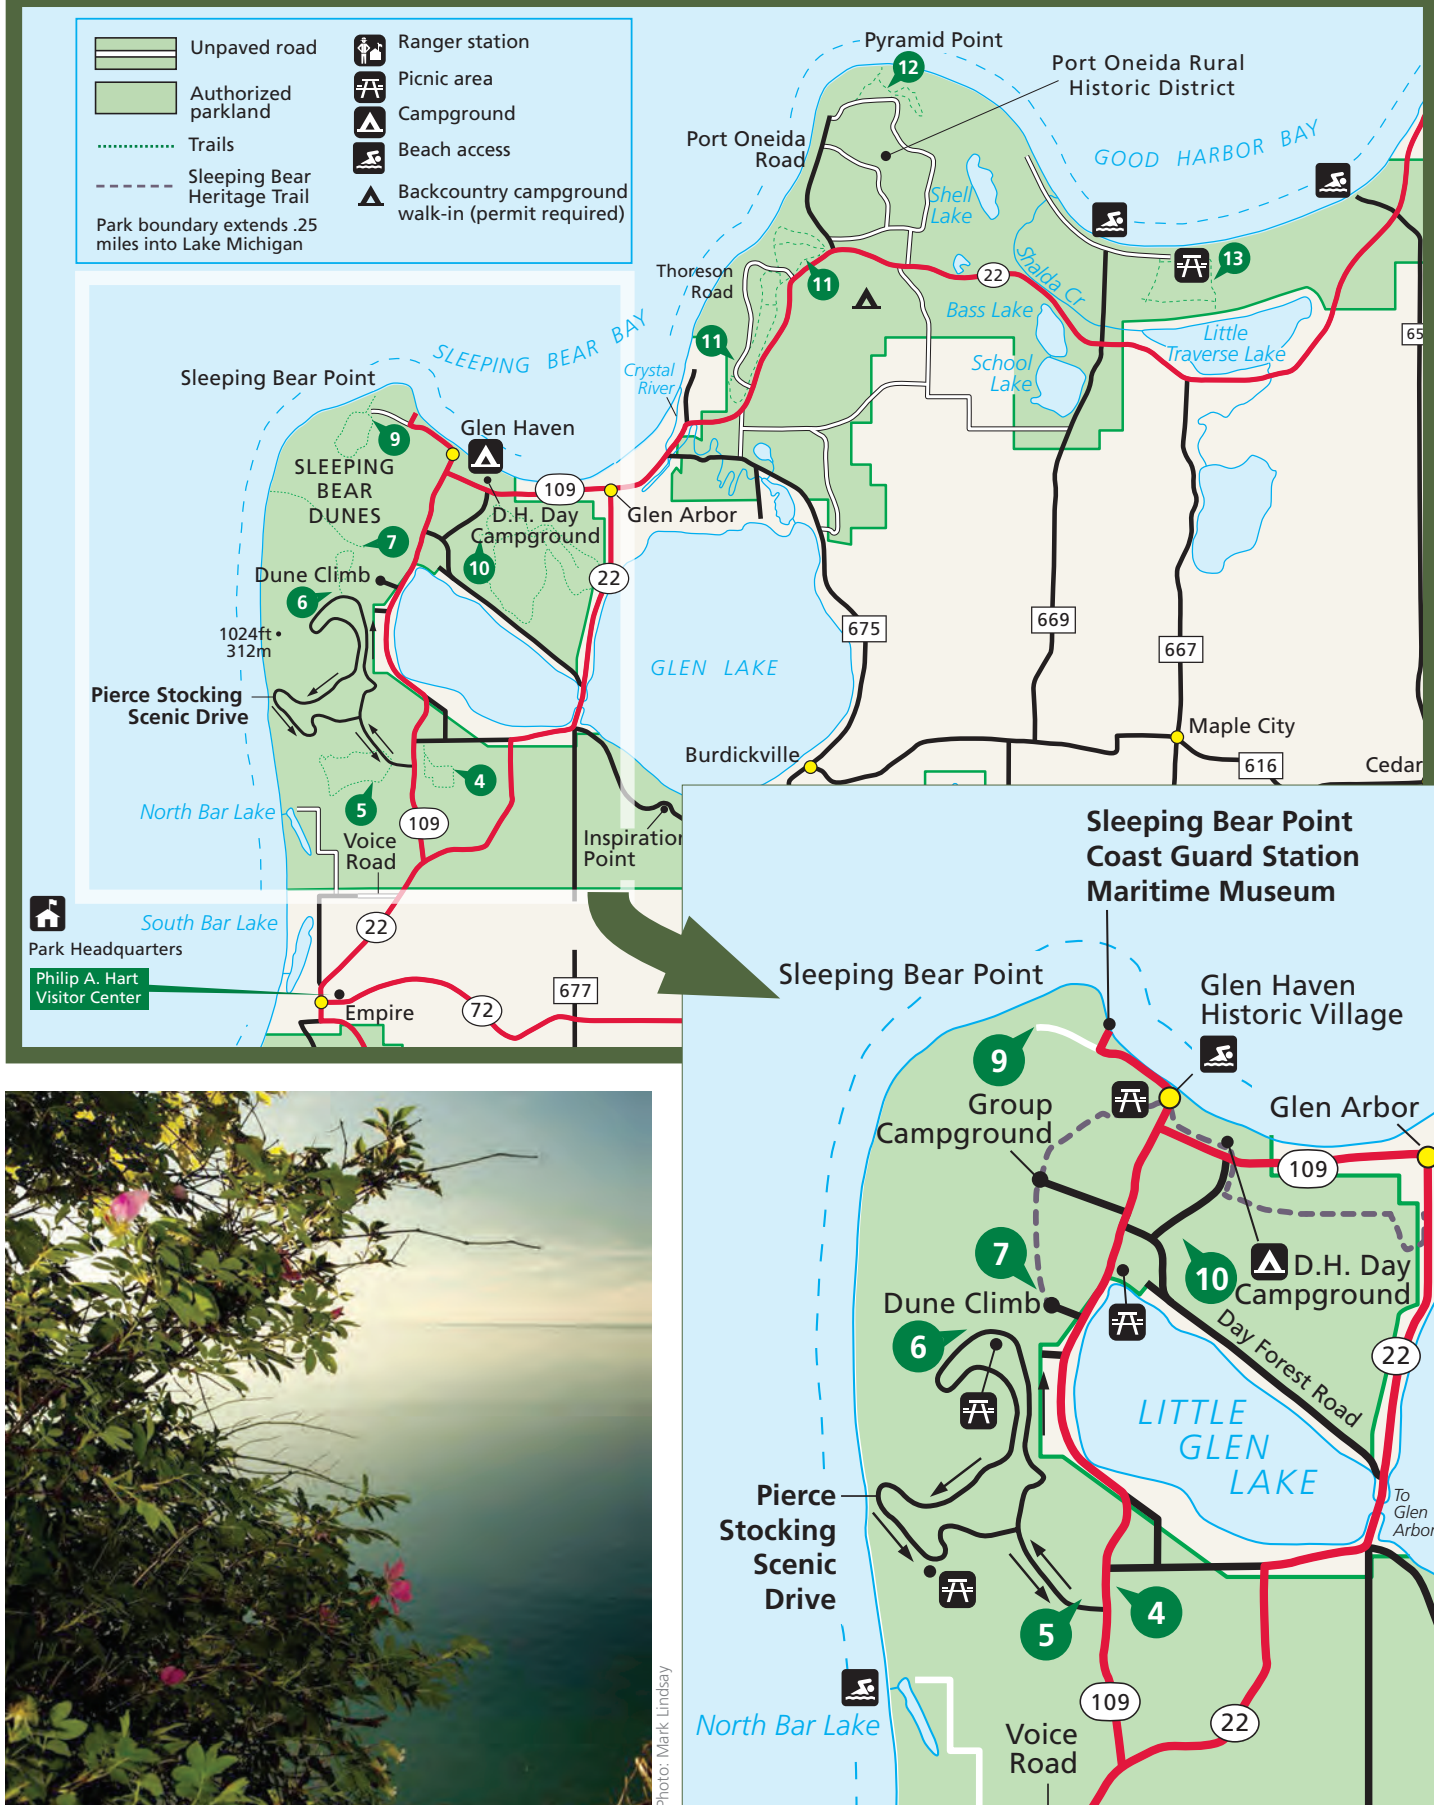 Unpaved road
Authorized
parkland
Trails
Sleeping Bear
Heritage Trail
Park boundary extends .25
miles into Lake Michigan
Ranger station
Picnic area
Campground
Beach access
Backcountry campground
walk-in (permit required)
Pyramid Point
12
Port Oneida Rural
Historic District
Port Oneida
Road
GOOD HARBOR BAY
Shell
Lake
Shalda Cr
13
Thoreson
Road
11
22
Bass Lake
Little
Traverse Lake
65
11
School
Lake
Crystal
River
SLEEPING BEAR BAY
Sleeping Bear Point
9
Glen Haven
SLEEPING
BEAR
DUNES
109
D.H. Day
Campground
Glen Arbor
7
10
Dune Climb
22
6
1024ft
312m
675
669
667
GLEN LAKE
Pierce Stocking
Scenic Drive
Maple City
Burdickville
616
Cedar
4
5
North Bar Lake
109
Voice
Road
Inspiration
Point
South Bar Lake
22
Park Headquarters
Philip A. Hart
Visitor Center
677
Empire
72
Sleeping Bear Point
Coast Guard Station
Maritime Museum
Sleeping Bear Point
Glen Haven
Historic Village
9
Group
Campground
Glen Arbor
109
7
10
D.H. Day
Campground
Dune Climb
6
Day Forest Road
22
LITTLE
GLEN
LAKE
Pierce
Stocking
Scenic
Drive
To
Glen
Arbor
4
5
109
22
North Bar Lake
Voice
Road
Photo: Mark Lindsay